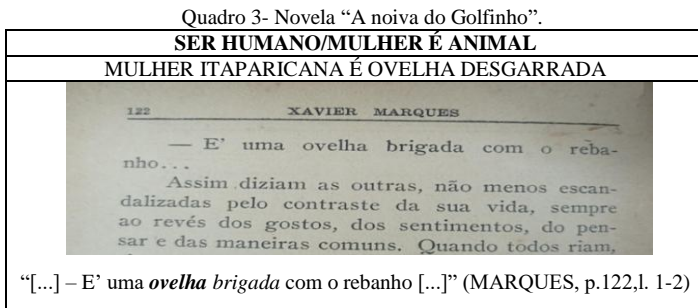 Quadro 3- Novela “A noiva do Golfinho”.
SER HUMANO/MULHER É ANIMAL
MULHER ITAPARICANA É OVELHA DESGARRADA
122 XAVIER MARQUES
— E’ uma ovelha brigada com o reba-
nho...
Assim diziam as outras, não menos escan-
dalizadas pelo contraste da sua vida, sempre
ao revés dos gostos, dos sentimentos, do pen-
sar e das maneiras comuns. Quando todos riam,
“[...] – E’ uma ovelha brigada com o rebanho [...]” (MARQUES, p.122,l. 1-2)